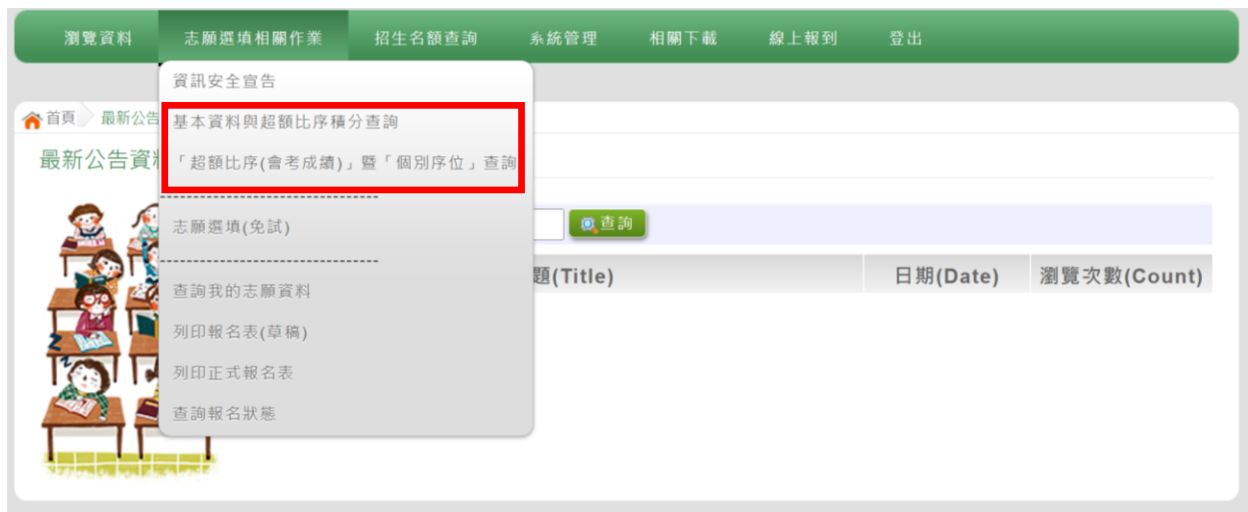 瀏覽資料 志願選填相關作業 招生名額查詢 系統管理 相關下載 線上報到 登出
資訊安全宣告
首頁 最新公告
基本資料與超額比序積分查詢
最新公告資
「超額比序(會考成績)」暨「個別序位」查詢
--------------------------------
志願選填(免試)
查詢
--------------------------------
題(Title) 日期(Date) 瀏覽次數(Count)
查詢我的志願資料
列印報名表(草稿)
列印正式報名表
查詢報名狀態